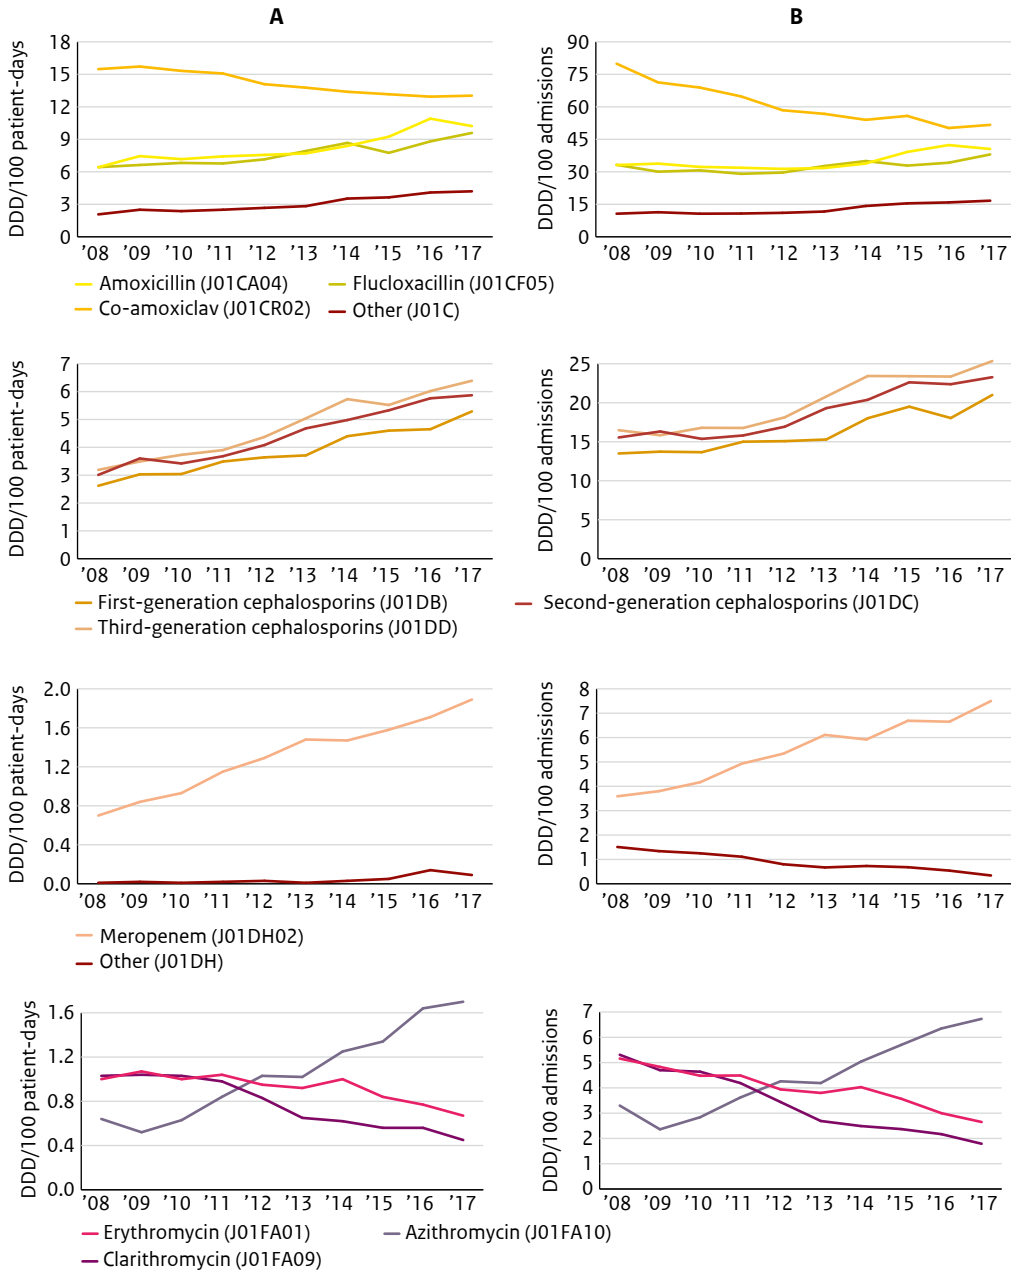 A
B
DDD/100 patient-days
18
15
12
9
6
3
0
’08 ’09 ’10 ’11 ’12 ’13 ’14 ’15 ’16 ’17
DDD/100 admissions
90
75
60
45
30
15
0
’08 ’09 ’10 ’11 ’12 ’13 ’14 ’15 ’16 ’17
Amoxicillin (J01CA04)
Flucloxacillin (J01CF05)
Co-amoxiclav (J01CR02)
Other (J01C)
DDD/100 patient-days
7
6
5
4
3
2
1
0
’08 ’09 ’10 ’11 ’12 ’13 ’14 ’15 ’16 ’17
DDD/100 admissions
25
20
15
10
5
0
’08 ’09 ’10 ’11 ’12 ’13 ’14 ’15 ’16 ’17
First-generation cephalosporins (J01DB)
Second-generation cephalosporins (J01DC)
Third-generation cephalosporins (J01DD)
DDD/100 patient-days
2.0
1.6
1.2
0.8
0.4
0.0
’08 ’09 ’10 ’11 ’12 ’13 ’14 ’15 ’16 ’17
DDD/100 admissions
8
7
6
5
4
3
2
1
0
’08 ’09 ’10 ’11 ’12 ’13 ’14 ’15 ’16 ’17
Meropenem (J01DH02)
Other (J01DH)
DDD/100 patient-days
1.6
1.2
0.8
0.4
0.0
’08 ’09 ’10 ’11 ’12 ’13 ’14 ’15 ’16 ’17
DDD/100 admissions
7
6
5
4
3
2
1
0
’08 ’09 ’10 ’11 ’12 ’13 ’14 ’15 ’16 ’17
Erythromycin (J01FA01)
Azithromycin (J01FA10)
Clarithromycin (J01FA09)